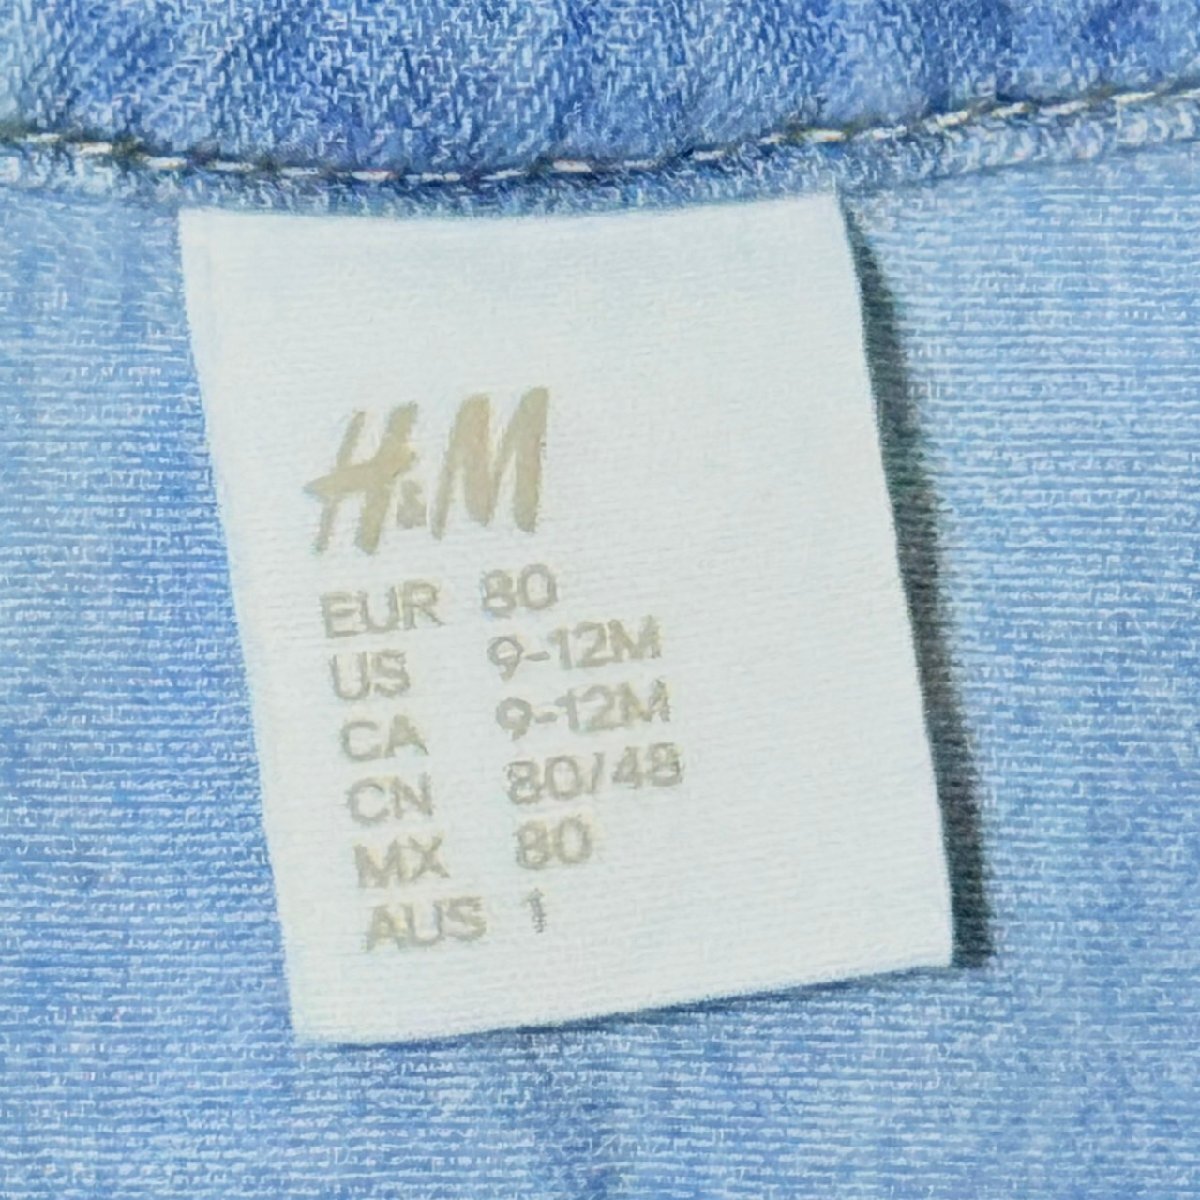 H&M
EUR 80
US 9-12M
CA 9-12M
CN 80/48
MX 80
AUS 1